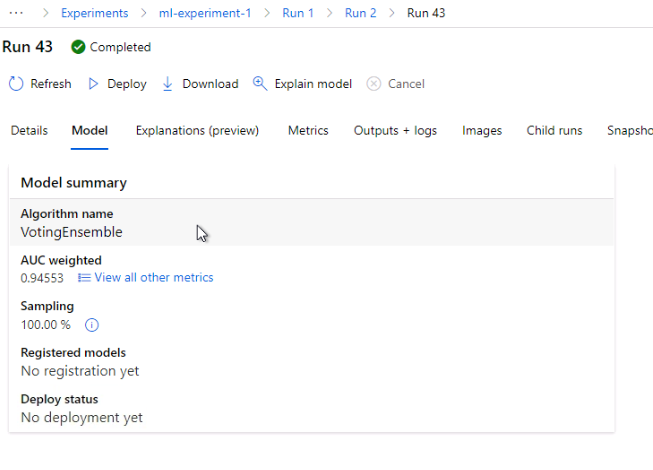 ··· > Experiments > ml-experiment-1 > Run 1 > Run 2 > Run 43
Run 43 Completed
Refresh Deploy Download Explain model Cancel
Details Model Explanations (preview) Metrics Outputs + logs Images Child runs Snapsho
Model summary
Algorithm name
VotingEnsemble
AUC weighted
0.94553 View all other metrics
Sampling
100.00 %
Registered models
No registration yet
Deploy status
No deployment yet